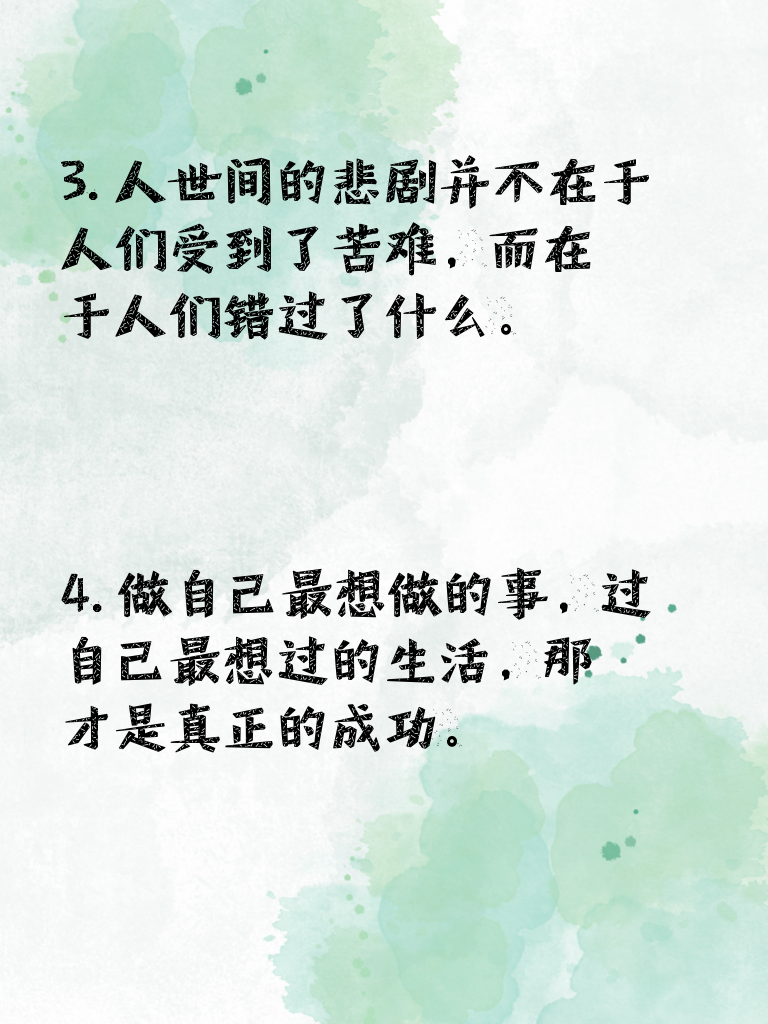 3.人世间的悲剧并不在于
人们受到了苦难，而在
于人们错过了什么。
4.做自己最想做的事，过
自己最想过的生活，那
才是真正的成功。